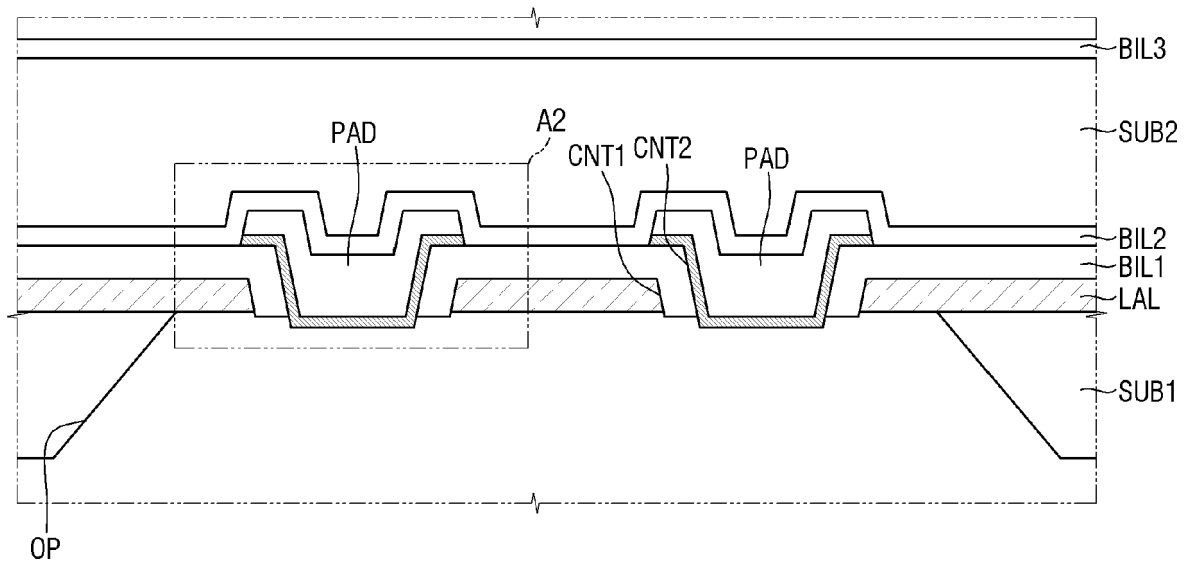 BIL3
SUB2
PAD
A2
CNT1
CNT2
PAD
BIL2
BIL1
LAL
SUB1
OP